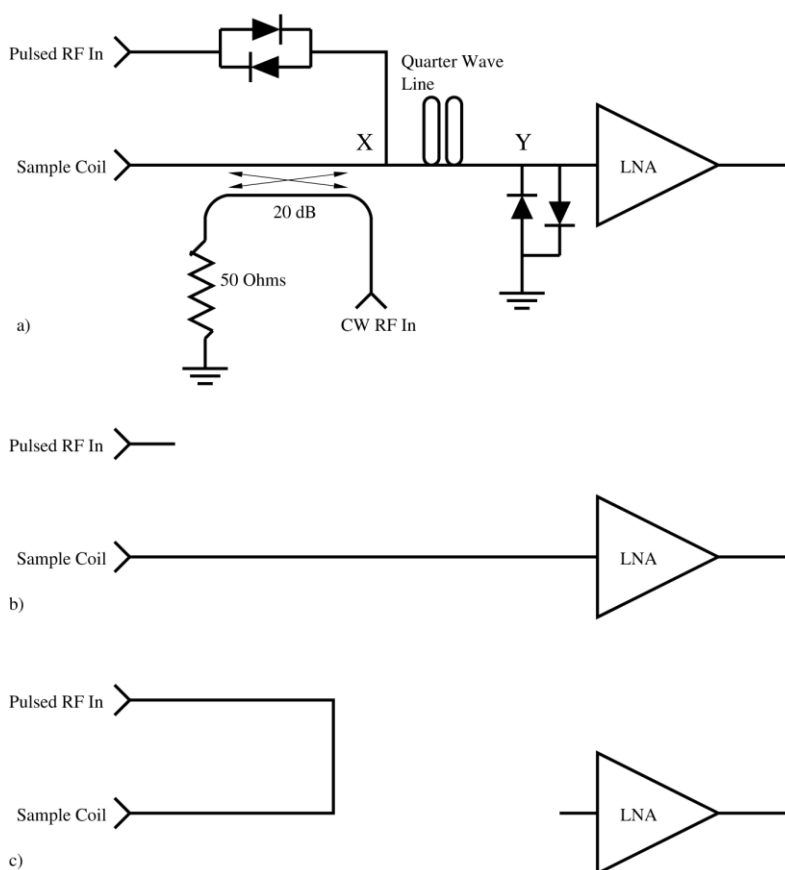 Pulsed RF In
Quarter Wave
Line
Sample Coil
X
Y
LNA
20 dB
50 Ohms
CW RF In
a)
Pulsed RF In
Sample Coil
LNA
b)
Pulsed RF In
Sample Coil
LNA
c)